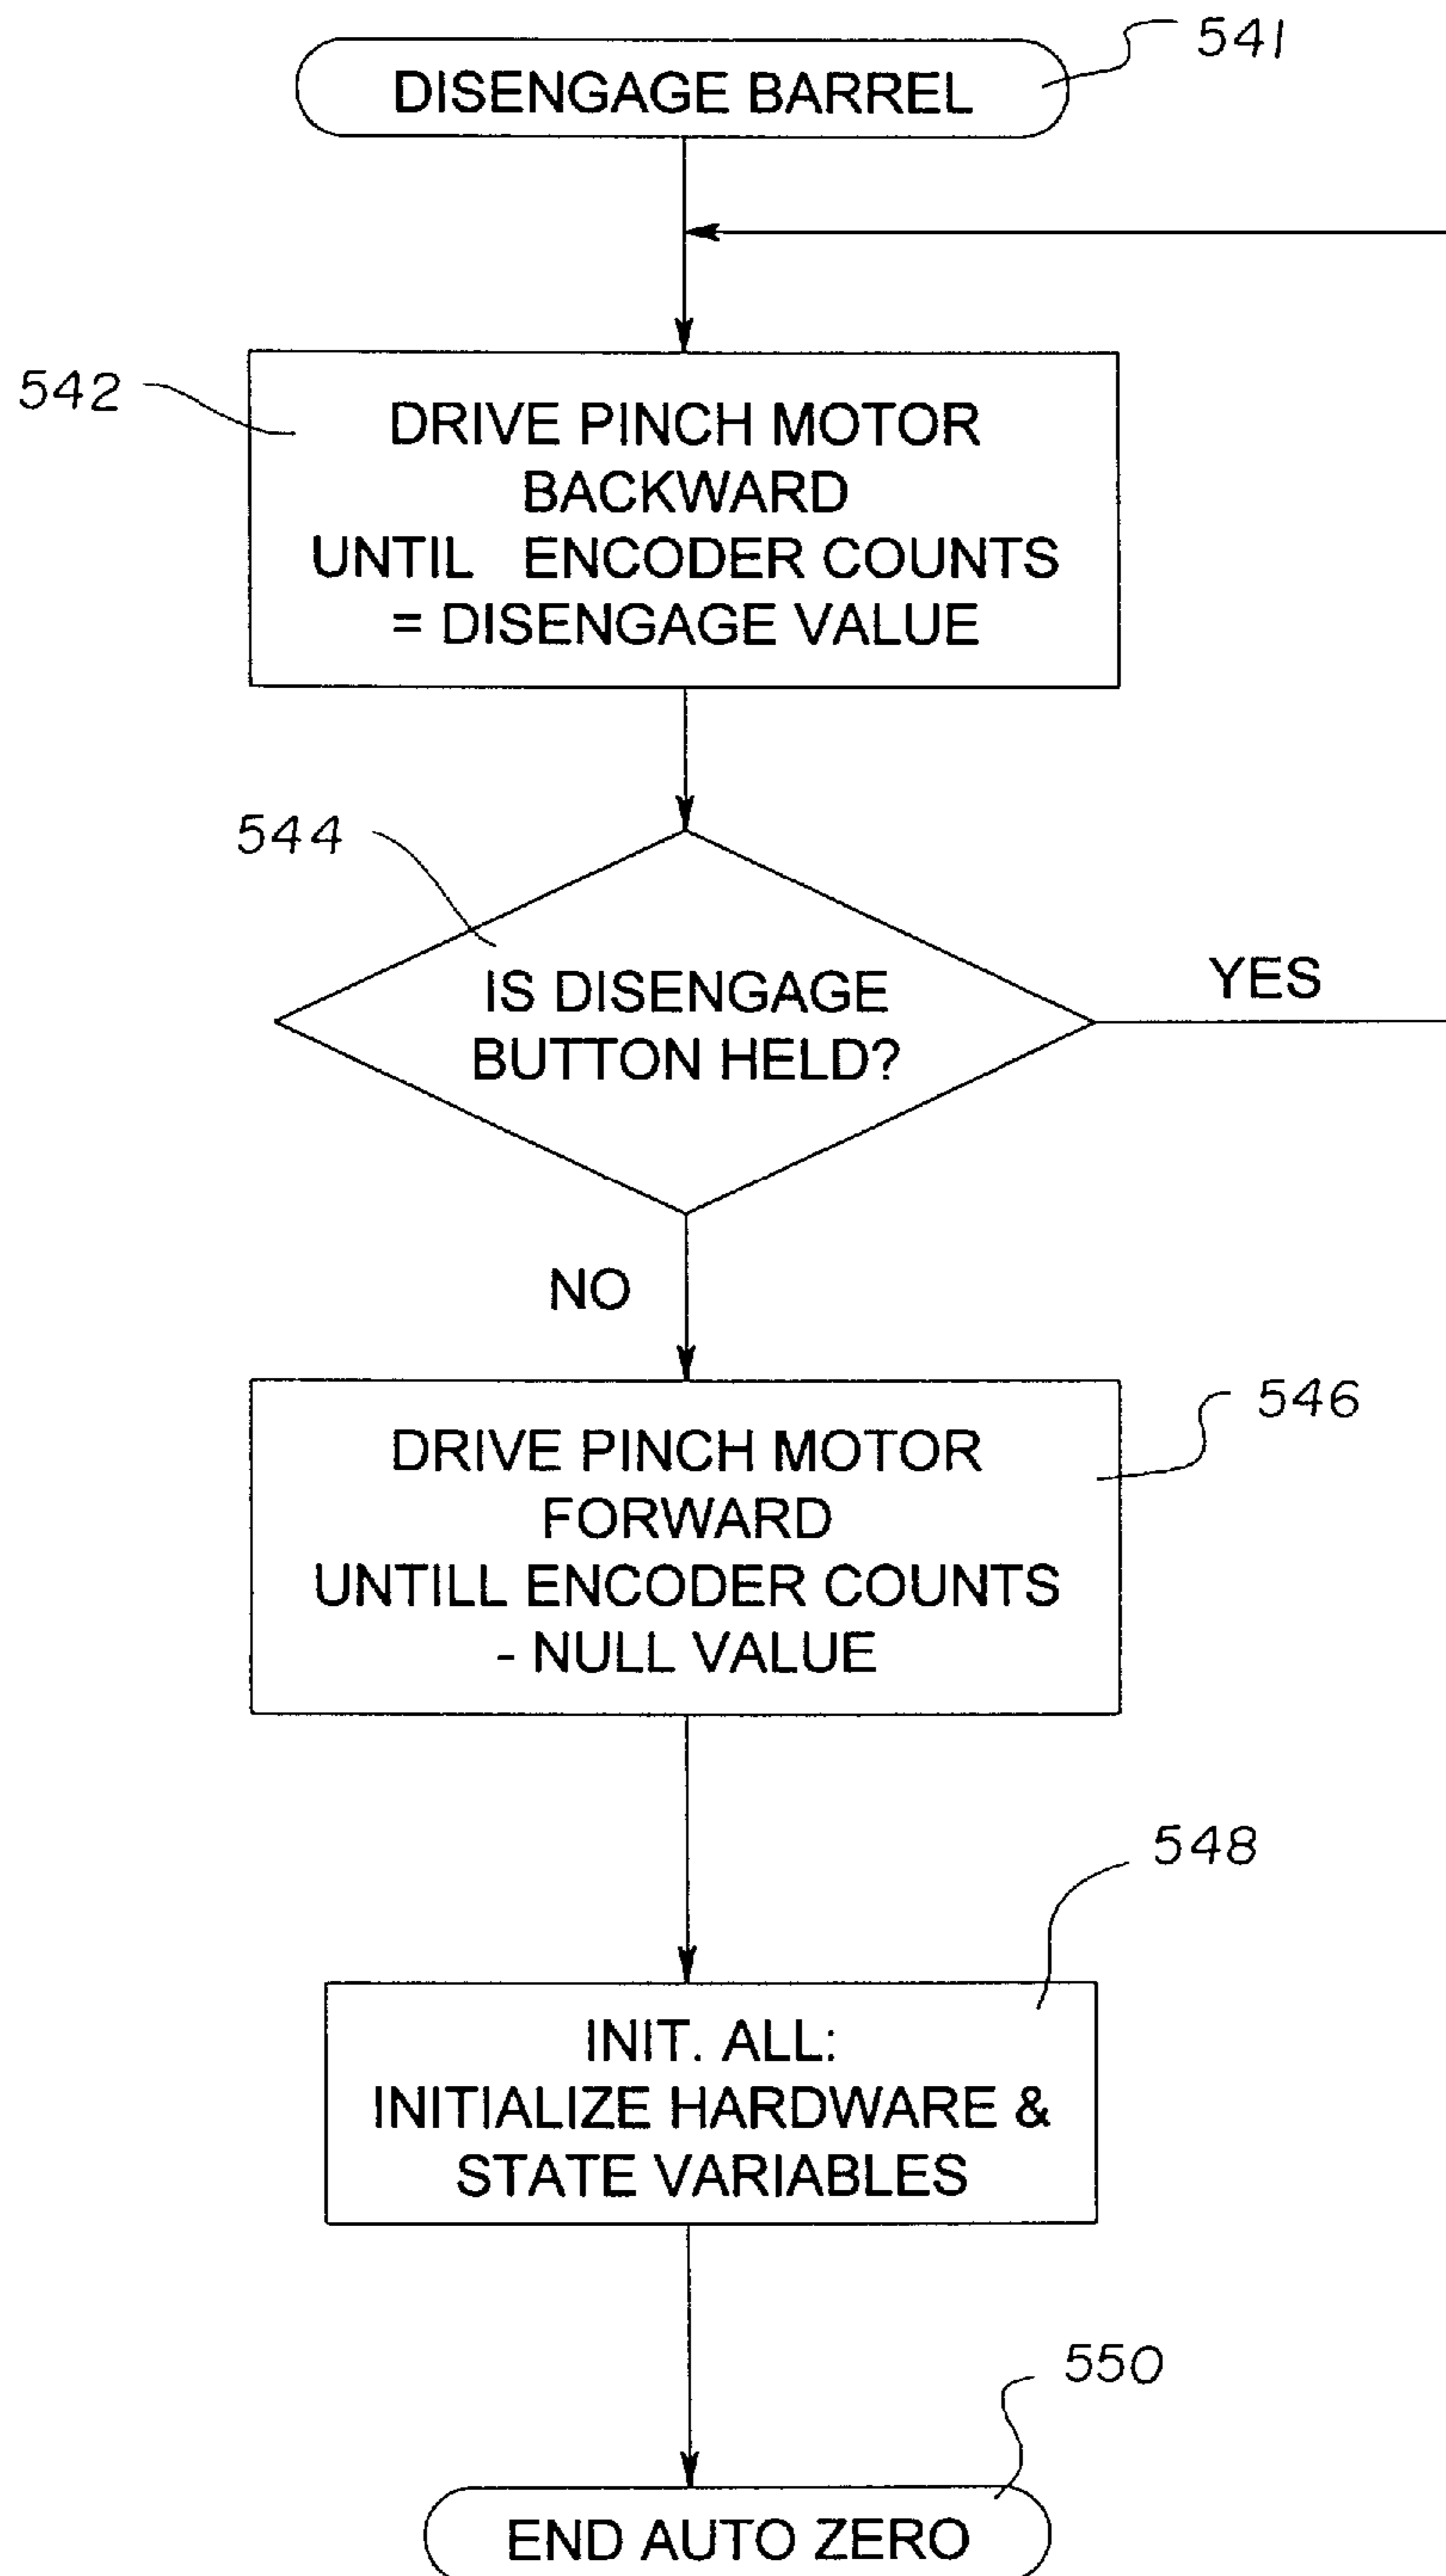 541
DISENGAGE BARREL
542
DRIVE PINCH MOTOR
BACKWARD
UNTIL ENCODER COUNTS
= DISENGAGE VALUE
544
IS DISENGAGE
BUTTON HELD?
YES
NO
546
DRIVE PINCH MOTOR
FORWARD
UNTILL ENCODER COUNTS
- NULL VALUE
548
INIT. ALL:
INITIALIZE HARDWARE &
STATE VARIABLES
550
END AUTO ZERO